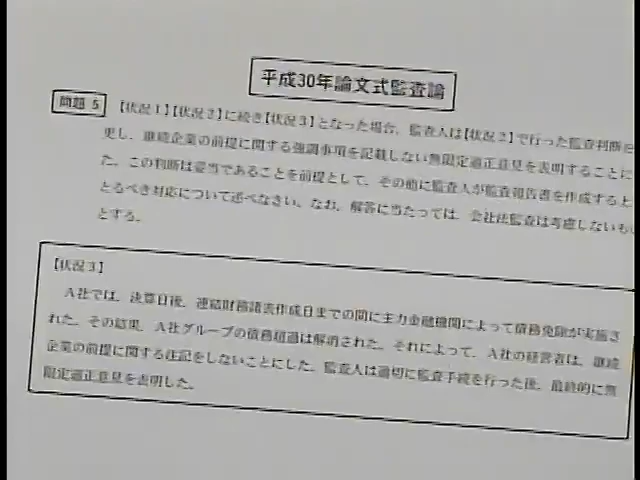 平成30年論文式監査論
問題 5 【状況1】【状況2】に続き【状況3】となった場合、監査人は【状況2】で行った監査判断を
更し、継続企業の前提に関する強調事項を記載しない無限定適正意見を表明することに
た。この判断は妥当であることを前提として、その他に監査人が監査報告書を作成する上
とるべき対応について述べなさい。なお、解答に当たっては、会社法監査は考慮しないも
とする。
【状況3】
A社では、決算日後、連結財務諸表作成日までの間に主力金融機関によって債務免除が実施さ
れた。その結果、A社グループの債務超過は解消された。それによって、A社の経営者は、継続
企業の前提に関する注記をしないことにした。監査人は適切に監査手続を行った後、最終的に無
限定適正意見を表明した。